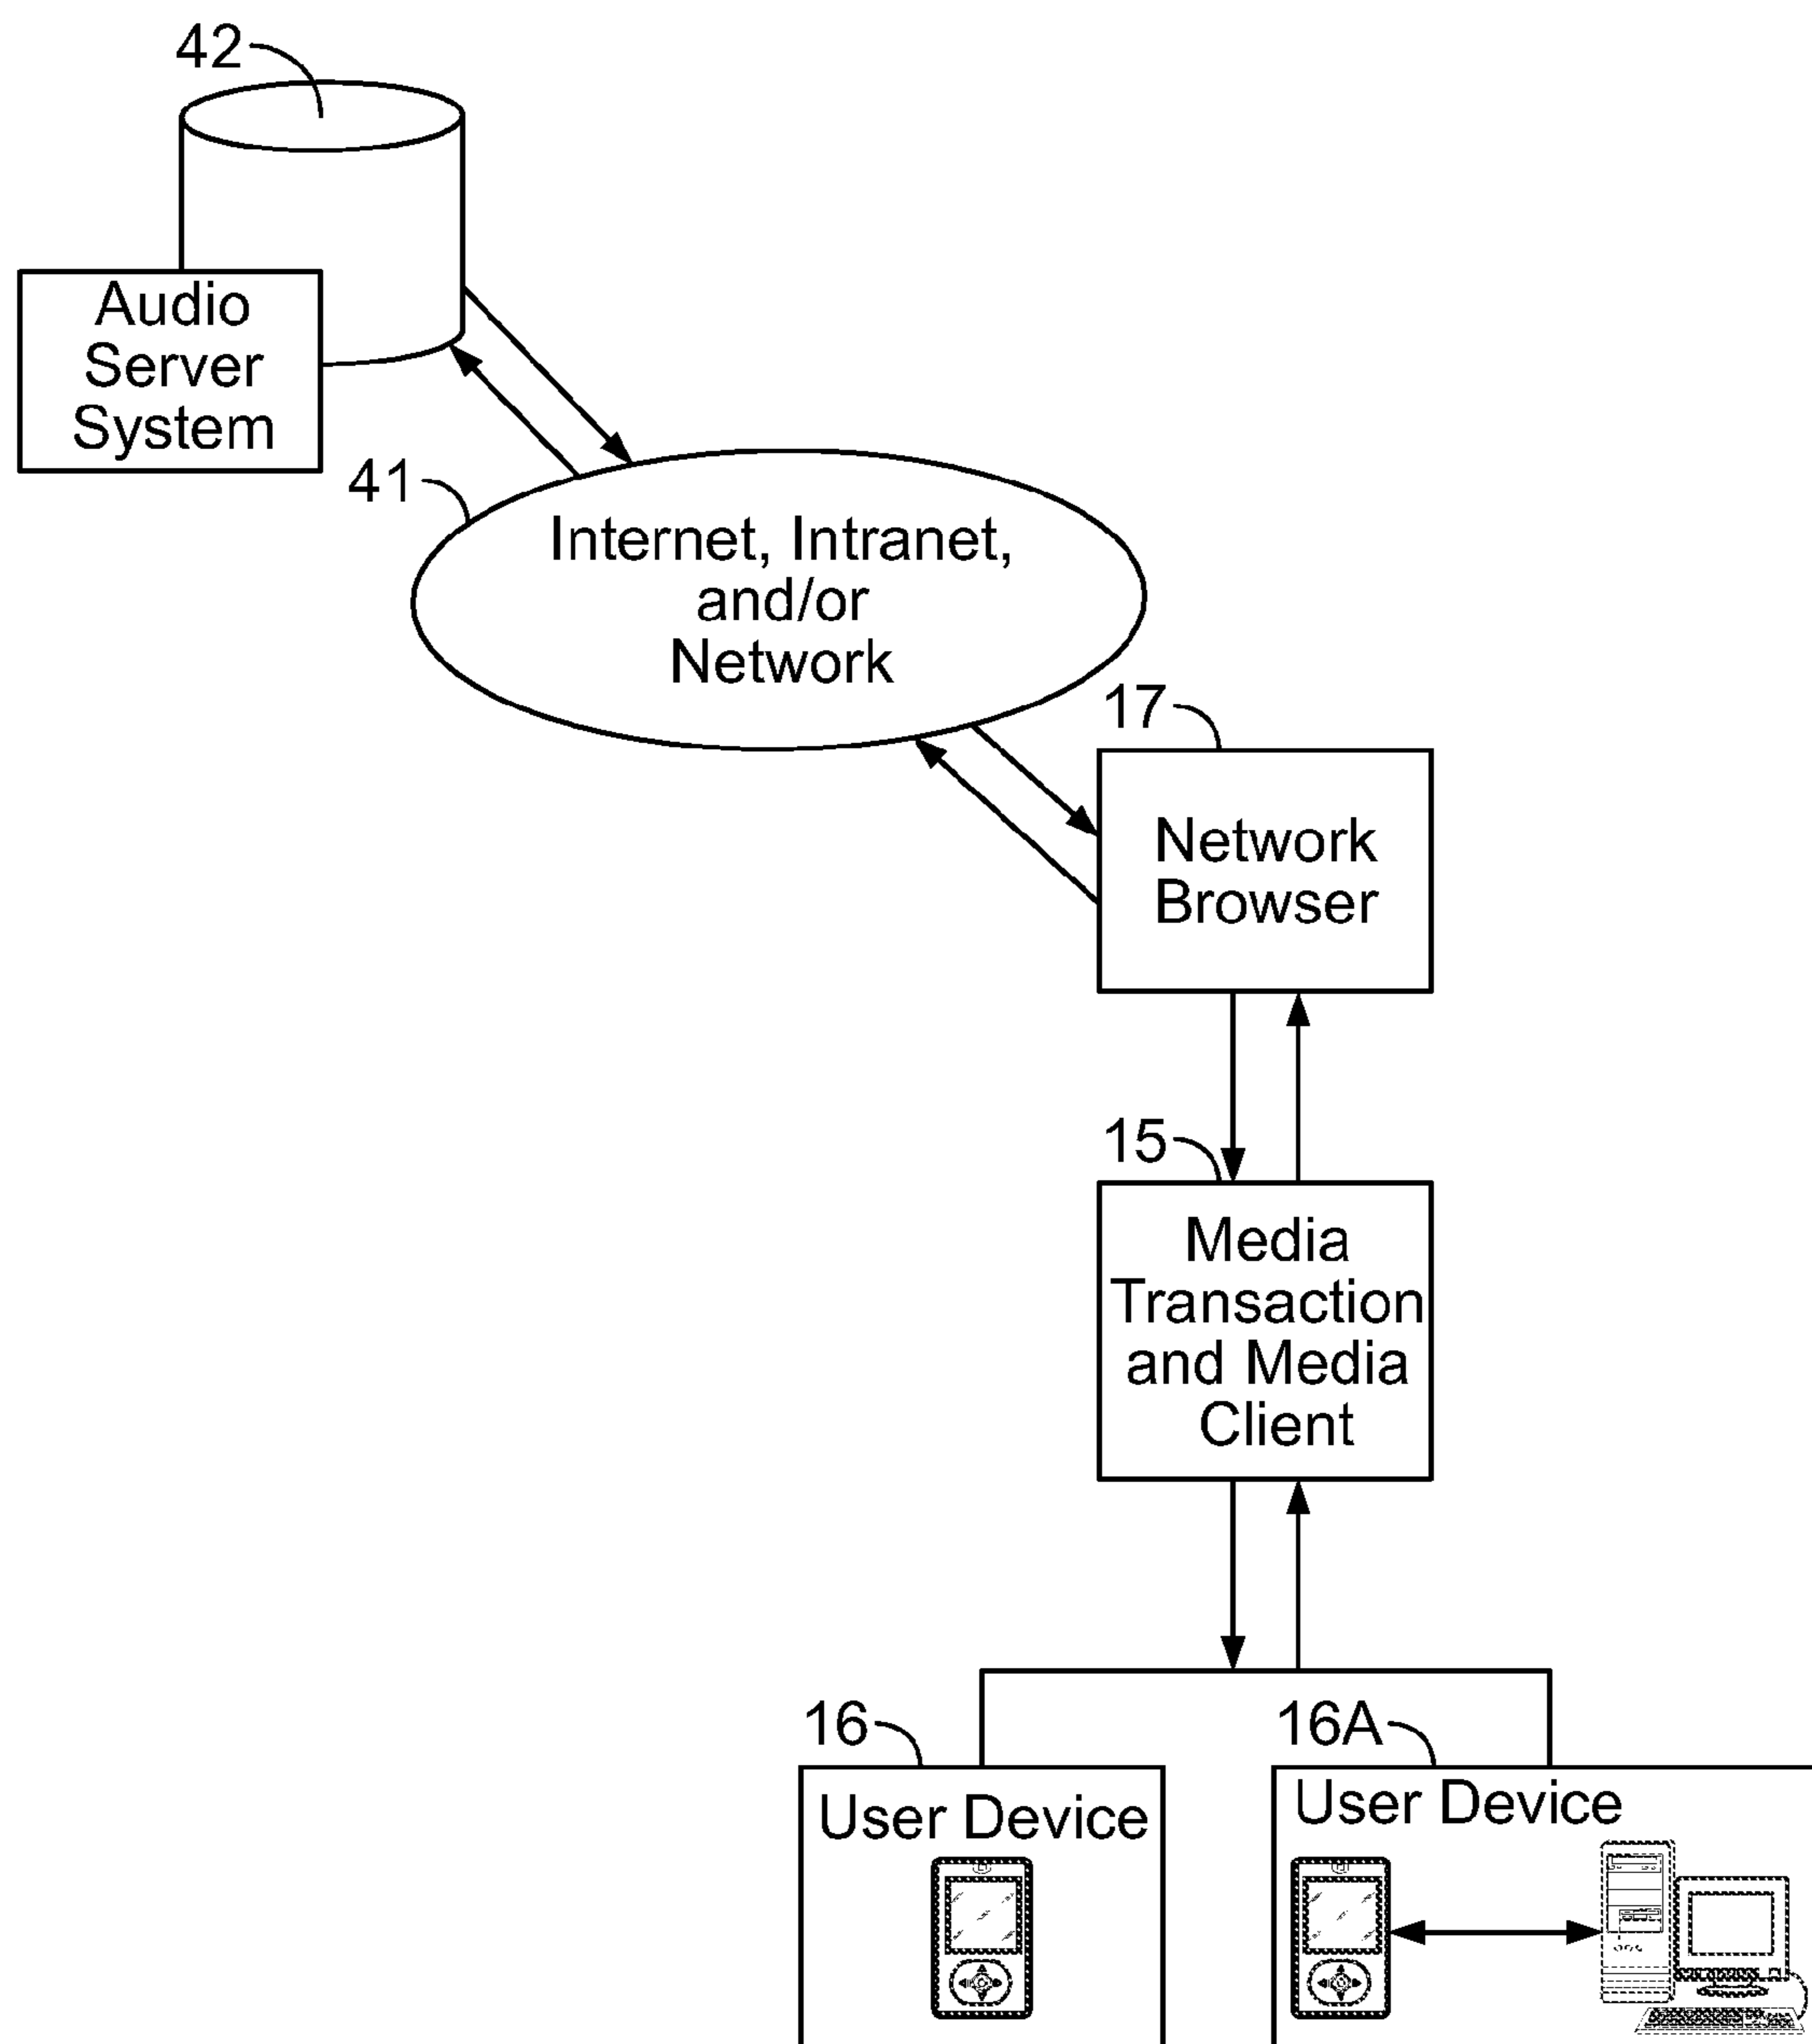 42
Audio
Server
System
41
Internet, Intranet,
and/or
Network
17
Network
Browser
15
Media
Transaction
and Media
Client
16
User Device
16A
User Device